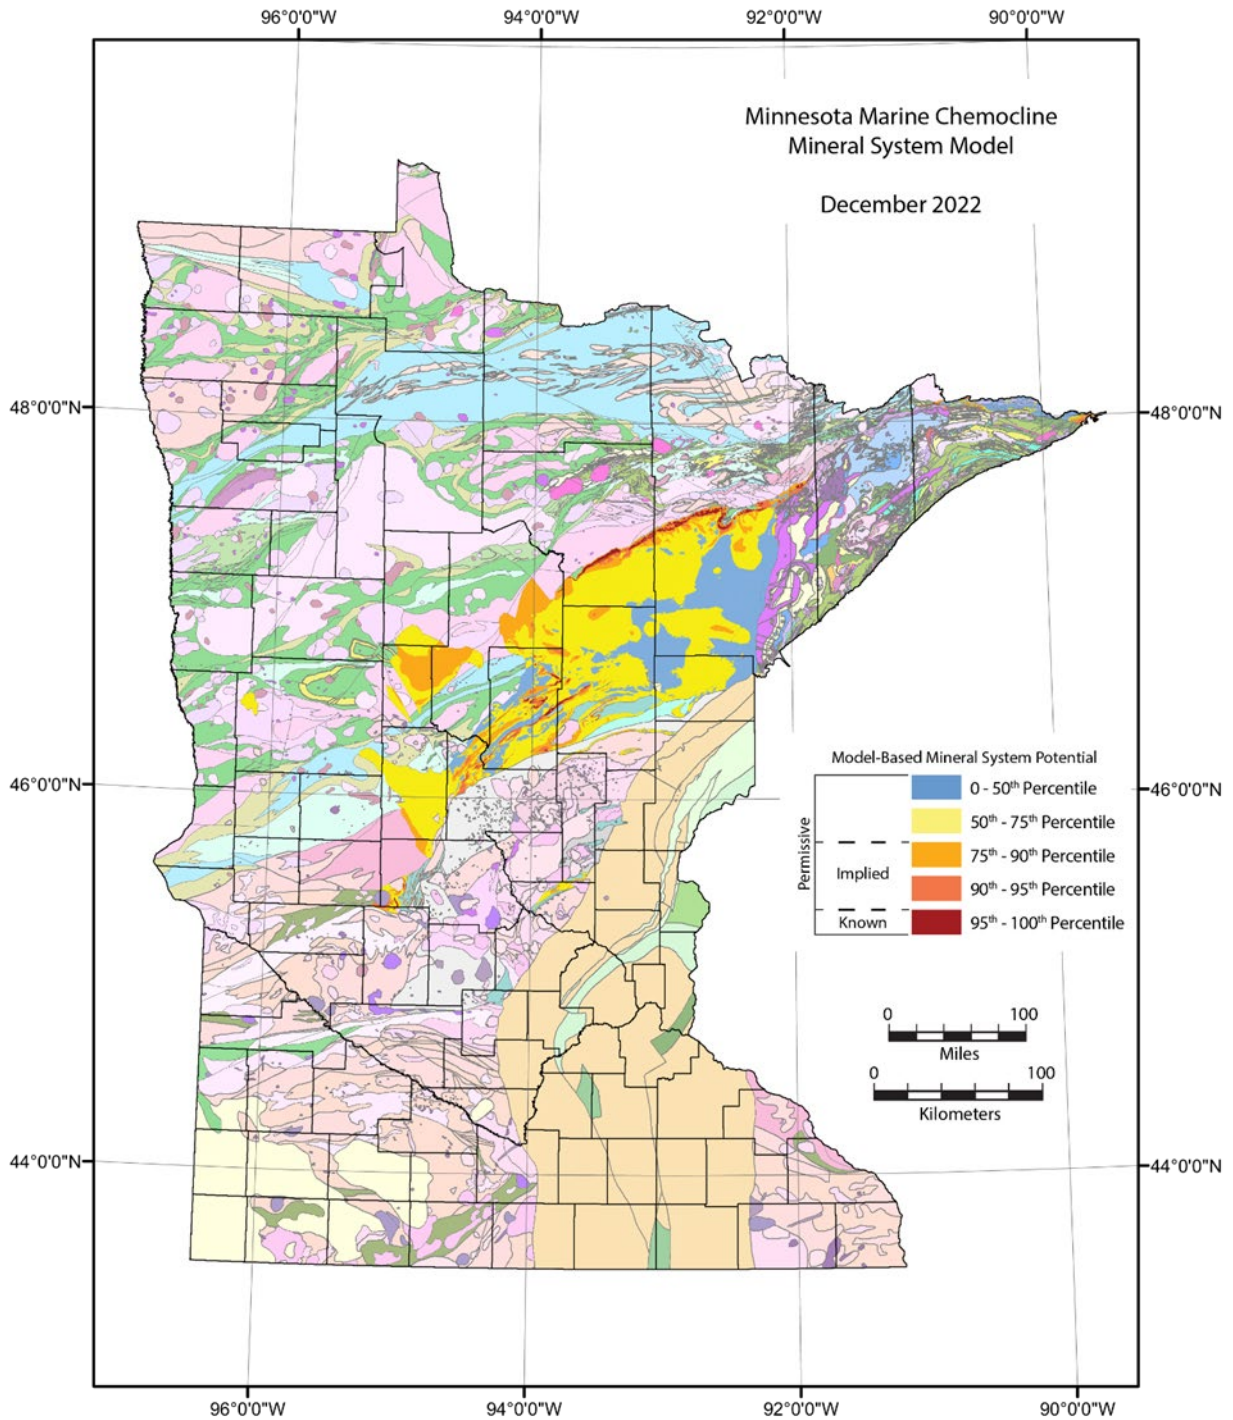 96°0'0"W 94°0'0"W 92°0'0"W 90°0'0"W
Minnesota Marine Chemocline
Mineral System Model
December 2022
48°0'0"N 48°0'0"N
46°0'0"N 46°0'0"N
Model-Based Mineral System Potential
Permissive
Implied
Known
0 - 50th Percentile
50th - 75th Percentile
75th - 90th Percentile
90th - 95th Percentile
95th - 100th Percentile
0 100
Miles
0 100
Kilometers
44°0'0"N 44°0'0"N
96°0'0"W 94°0'0"W 92°0'0"W 90°0'0"W